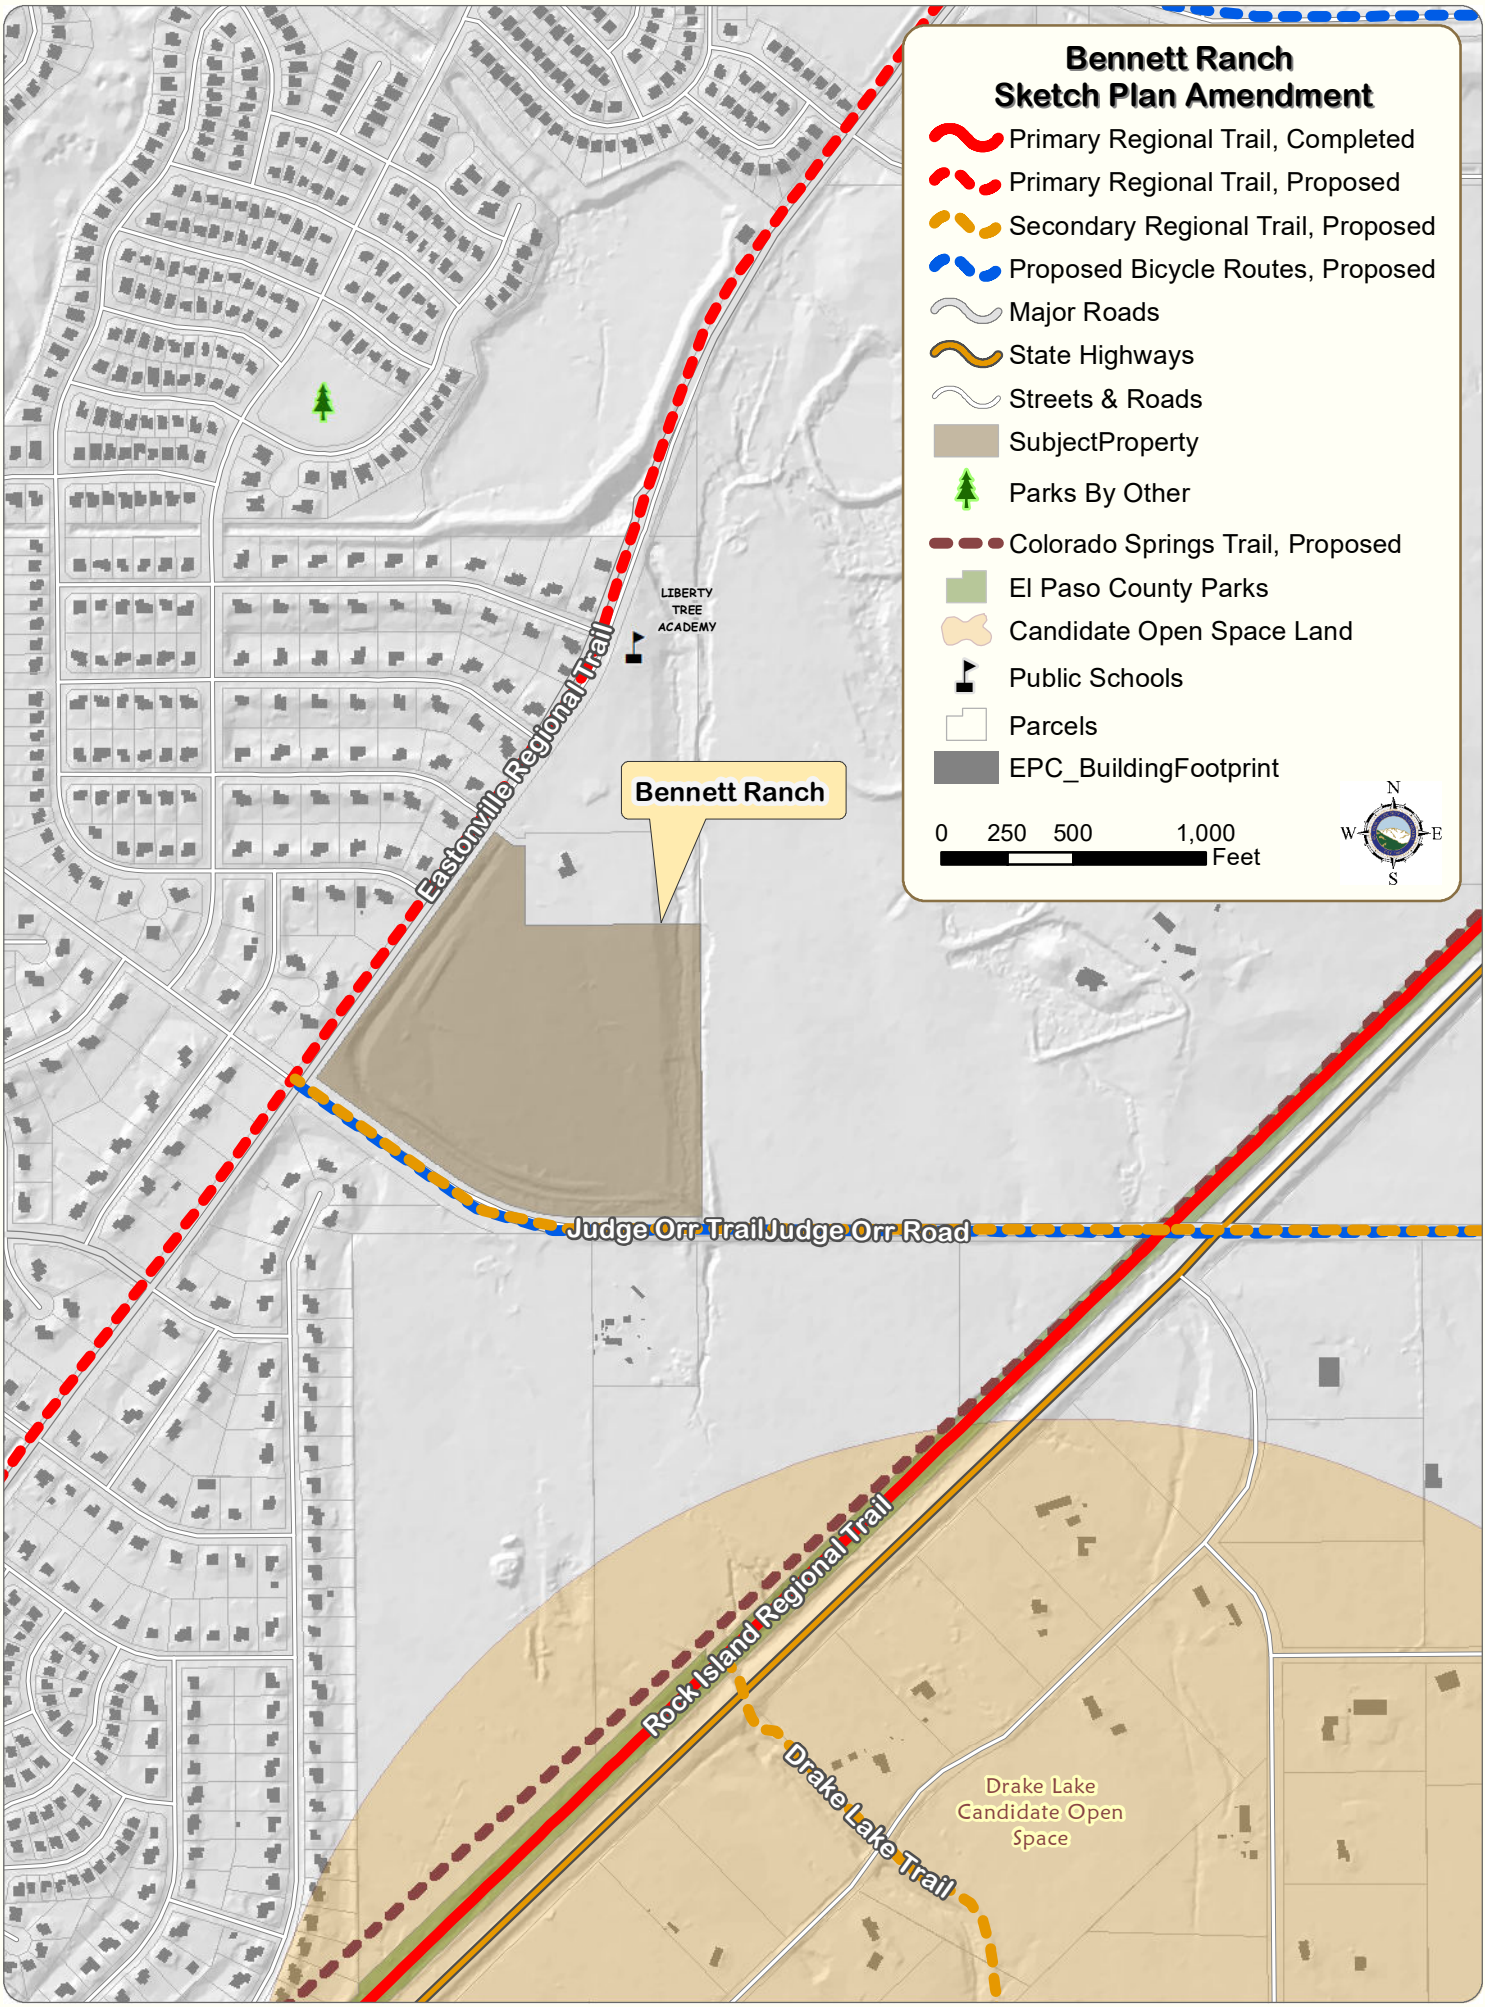 Bennett Ranch
Sketch Plan Amendment
Primary Regional Trail, Completed
Primary Regional Trail, Proposed
Secondary Regional Trail, Proposed
Proposed Bicycle Routes, Proposed
Major Roads
State Highways
Streets & Roads
SubjectProperty
Parks By Other
Colorado Springs Trail, Proposed
El Paso County Parks
Candidate Open Space Land
Public Schools
Parcels
EPC_BuildingFootprint
0 250 500 1,000
Feet
N
W E
S
LIBERTY
TREE
ACADEMY
Eastonville Regional Trail
Bennett Ranch
Judge Orr Trail
Judge Orr Road
Rock Island Regional Trail
Drake Lake Trail
Drake Lake
Candidate Open
Space